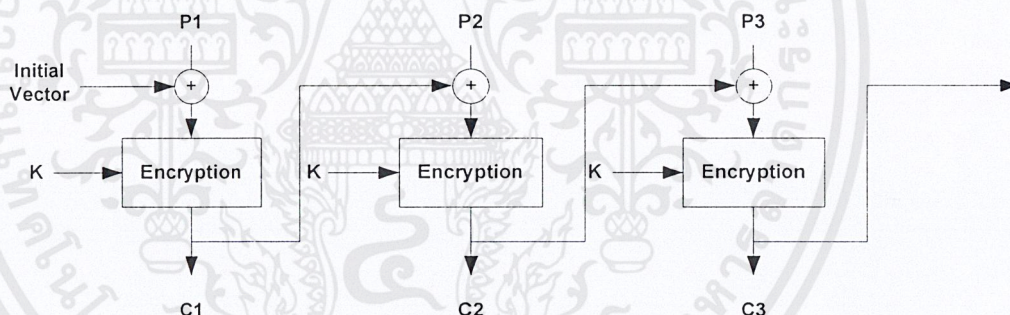 P1 P2 P3
Initial
Vector
+ + +
K Encryption K Encryption K Encryption
C1 C2 C3